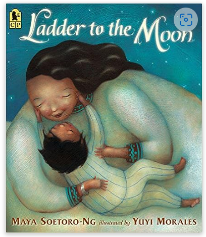 Ladder to the Moon
MAYA SOETORO-NG illustrated by YUYI MORALES